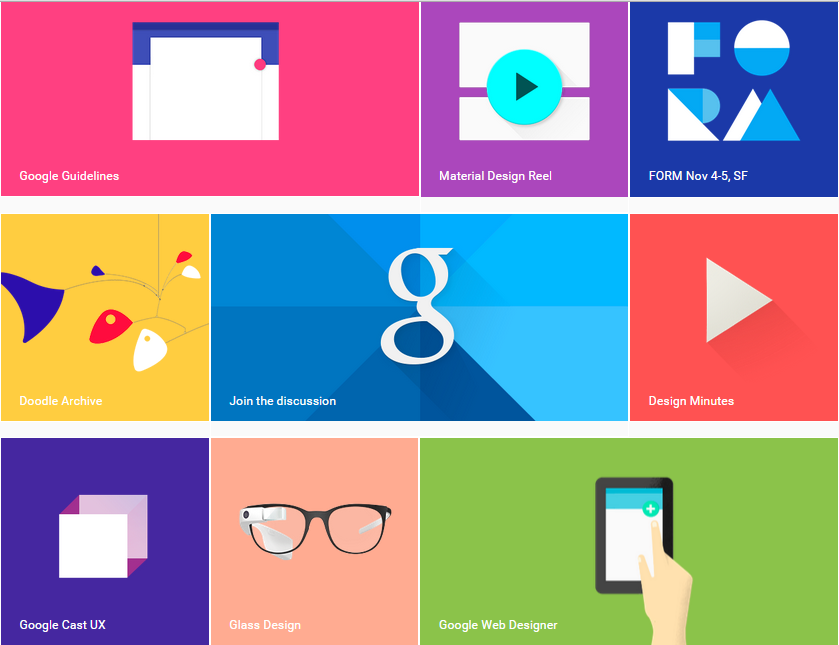 Google Guidelines
Material Design Reel
FORM Nov 4-5, SF
FORM
g
Doodle Archive
Join the discussion
Design Minutes
Google Cast UX
Glass Design
Google Web Designer